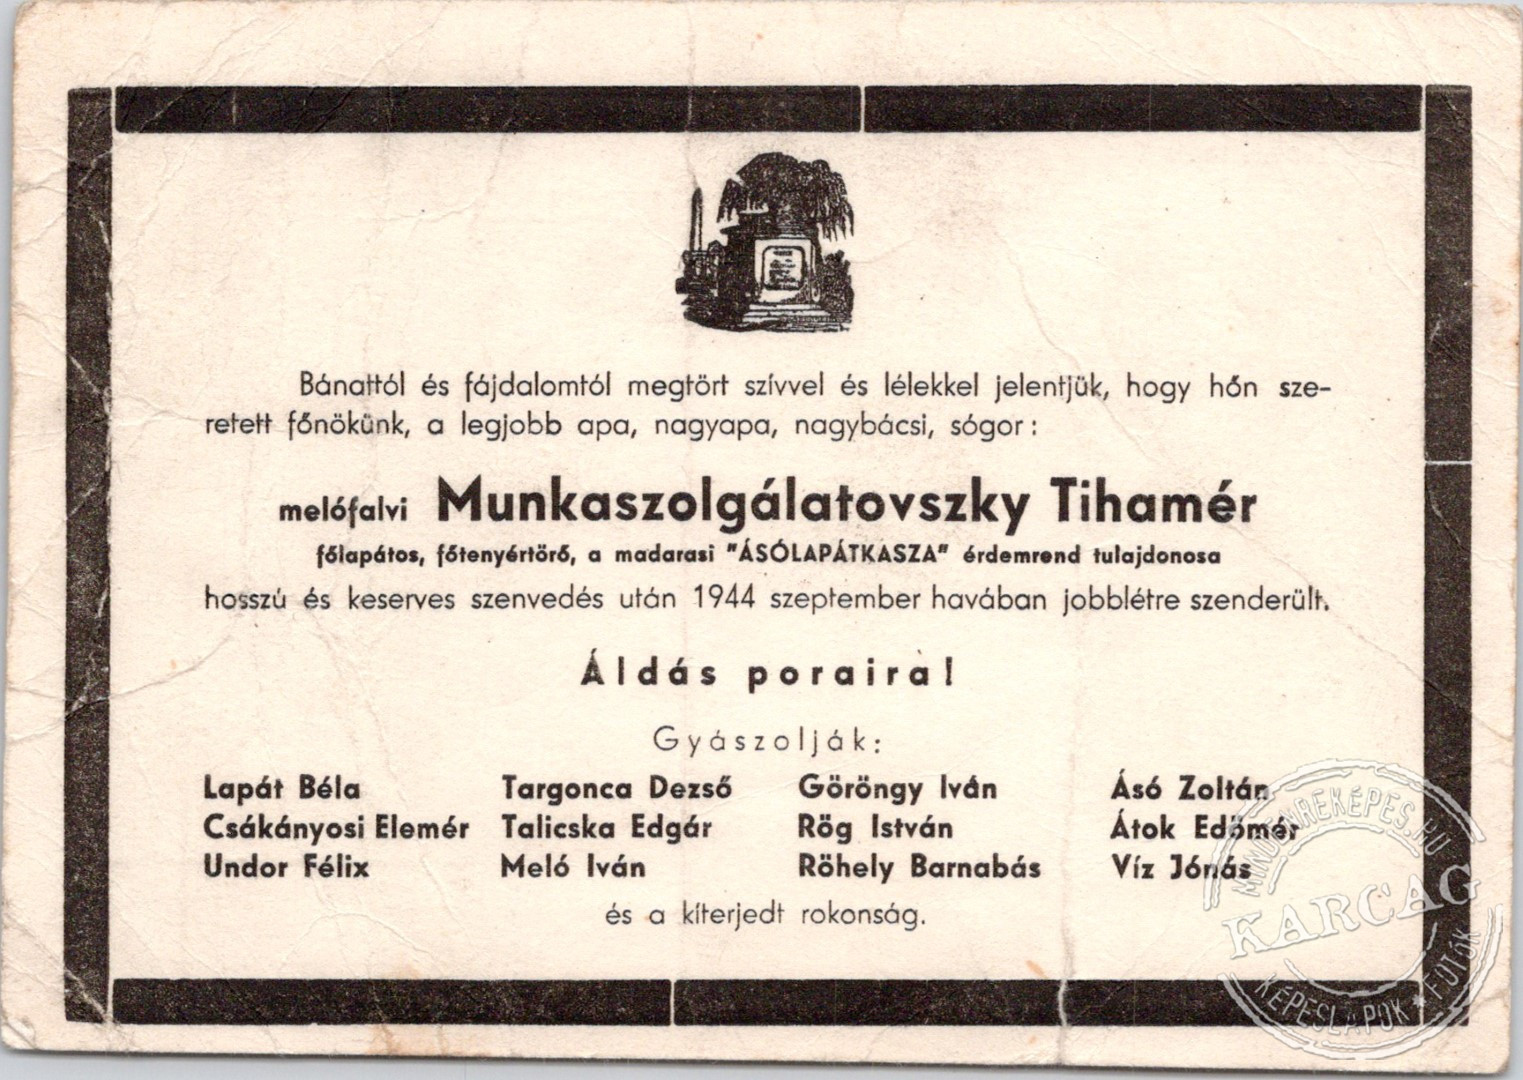 Bánattól és fájdalomtól megtört szívvel és lélekkel jelentjük, hogy hőn sze-
retett főnökünk, a legjobb apa, nagyapa, nagybácsi, sógor:
melófalvi Munkaszolgálatovszky Tihamér
főlapátos, főtenyértörő, a madarasi "ÁSÓLAPÁTKASZA" érdemrend tulajdonosa
hosszú és keserves szenvedés után 1944 szeptember havában jobblétre szenderült.
Áldás poraira!
Gyászolják:
Lapát Béla Targonca Dezső Göröngy Iván Ásó Zoltán
Csákányosi Elemér Talicska Edgár Rög István Átok Edömér
Undor Félix Meló Iván Röhely Barnabás Víz Jónás
és a kiterjedt rokonság.
MINDENREKÉPES.HU
KARCAG
KÉPESLAPOK * FOTÓK